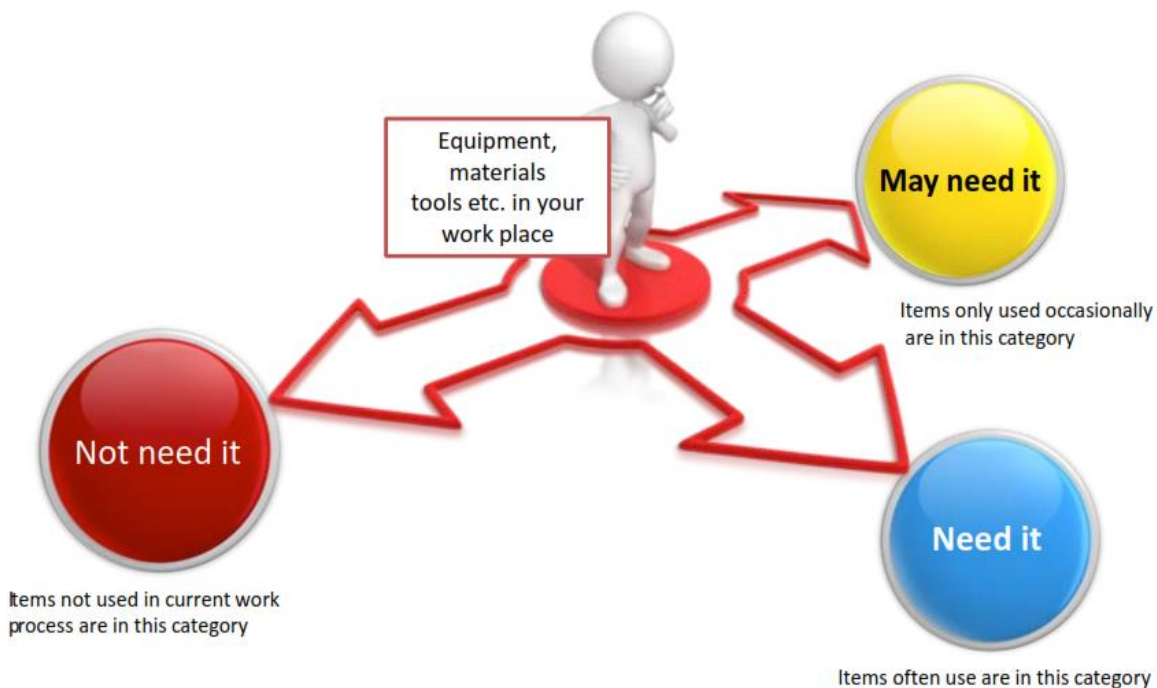 Equipment,
materials
tools etc. in your
work place
May need it
Items only used occasionally
are in this category
Not need it
Items not used in current work
process are in this category
Need it
Items often use are in this category